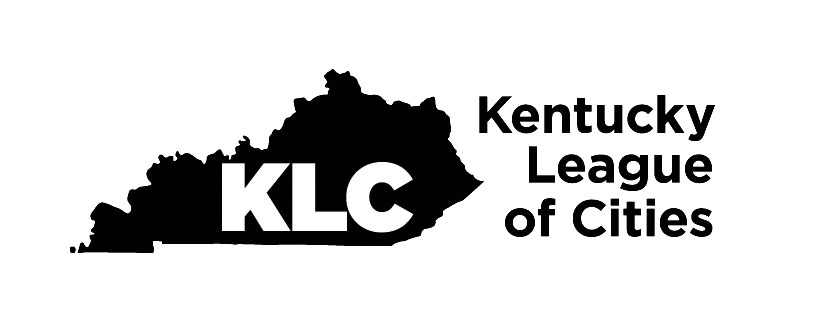 KLC
Kentucky
League
of Cities